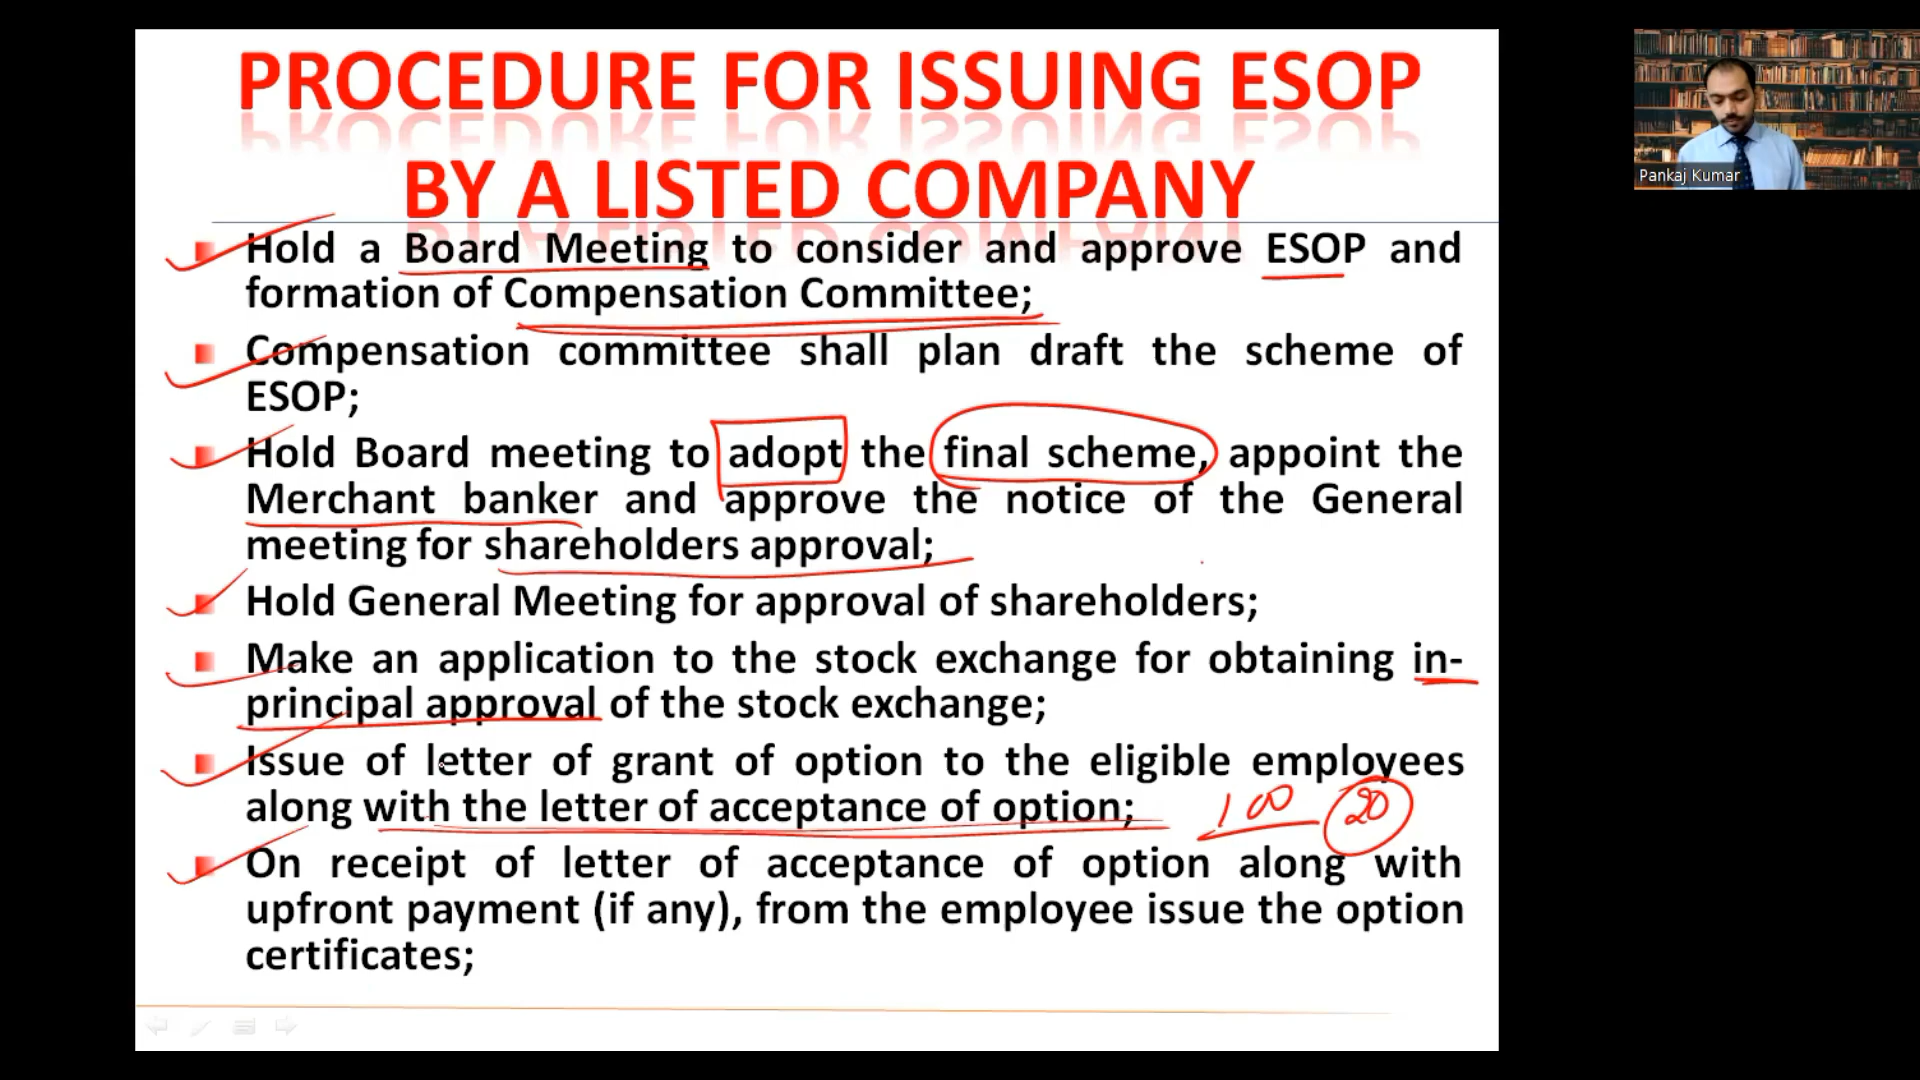 PROCEDURE FOR ISSUING ESOP
BY A LISTED COMPANY
Hold a Board Meeting to consider and approve ESOP and
formation of Compensation Committee;
Compensation committee shall plan draft the scheme of
ESOP;
Hold Board meeting to adopt the final scheme, appoint the
Merchant banker and approve the notice of the General
meeting for shareholders approval;
Hold General Meeting for approval of shareholders;
Make an application to the stock exchange for obtaining in-
principal approval of the stock exchange;
Issue of letter of grant of option to the eligible employees
along with the letter of acceptance of option; 100 20
On receipt of letter of acceptance of option along with
upfront payment (if any), from the employee issue the option
certificates;
Pankaj Kumar